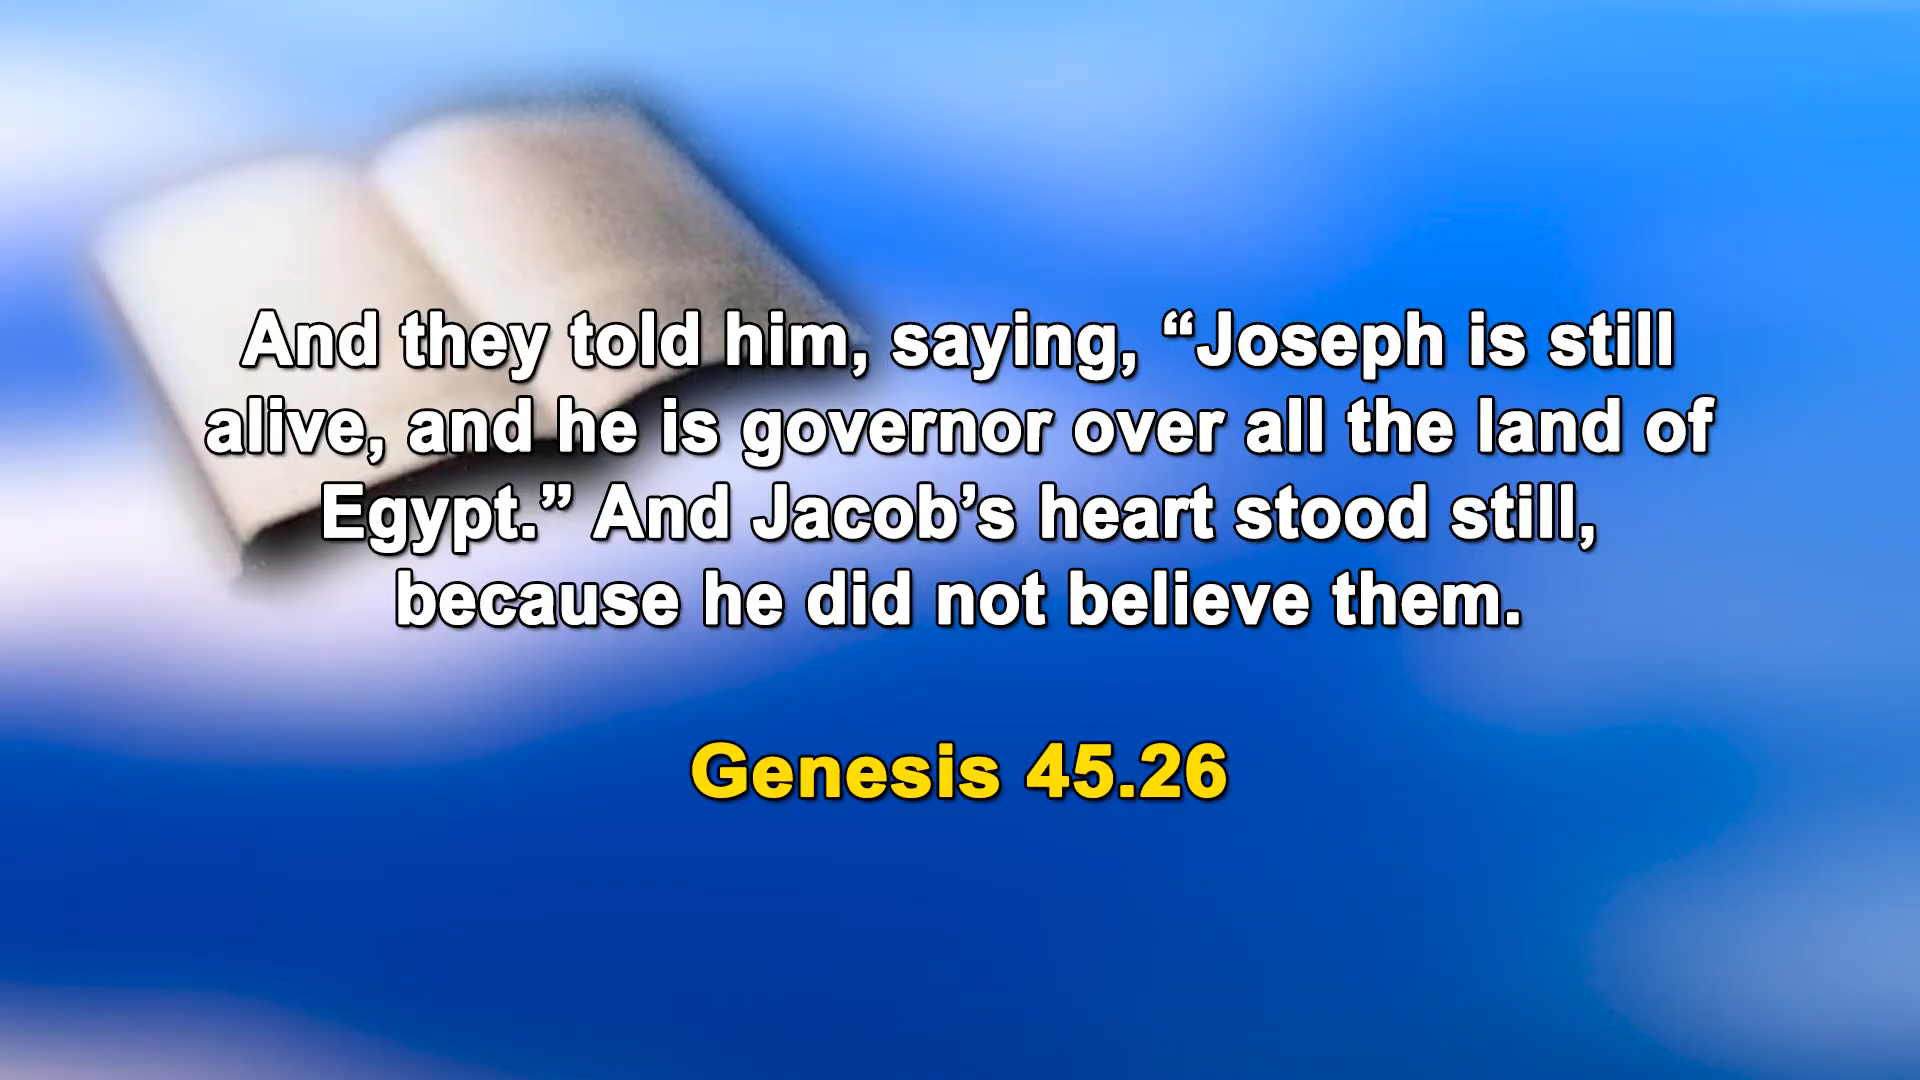 And they told him, saying, “Joseph is still
alive, and he is governor over all the land of
Egypt.” And Jacob’s heart stood still,
because he did not believe them.
Genesis 45.26